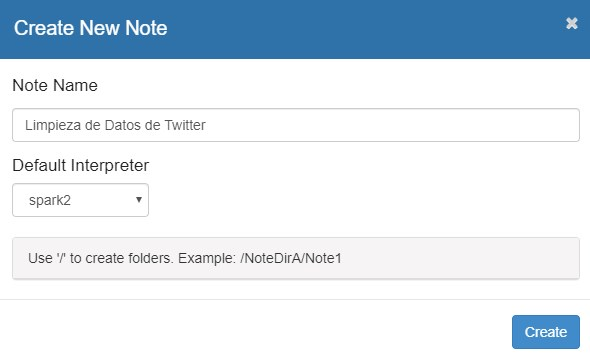 Create New Note
Note Name
Limpieza de Datos de Twitter
Default Interpreter
spark2
Use '/' to create folders. Example: /NoteDirA/Note1
Create